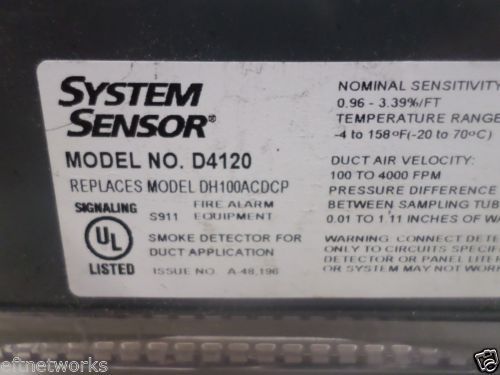 SYSTEM
SENSOR®
MODEL NO. D4120
REPLACES MODEL DH100ACDCP
SIGNALING
UL
LISTED
S911
FIRE ALARM
EQUIPMENT
SMOKE DETECTOR FOR
DUCT APPLICATION
ISSUE NO. A-48,196
NOMINAL SENSITIVITY
0.96 - 3.39%/FT
TEMPERATURE RANGE
-4 to 158°F(-20 to 70°C)
DUCT AIR VELOCITY:
100 TO 4000 FPM
PRESSURE DIFFERENCE
BETWEEN SAMPLING TUB
0.01 TO 1.11 INCHES OF W
WARNING CONNECT DETE
ONLY TO CIRCUITS SPECIF
DETECTOR OR PANEL LITER
OR SYSTEM MAY NOT WOR
eftnetworks
ebay